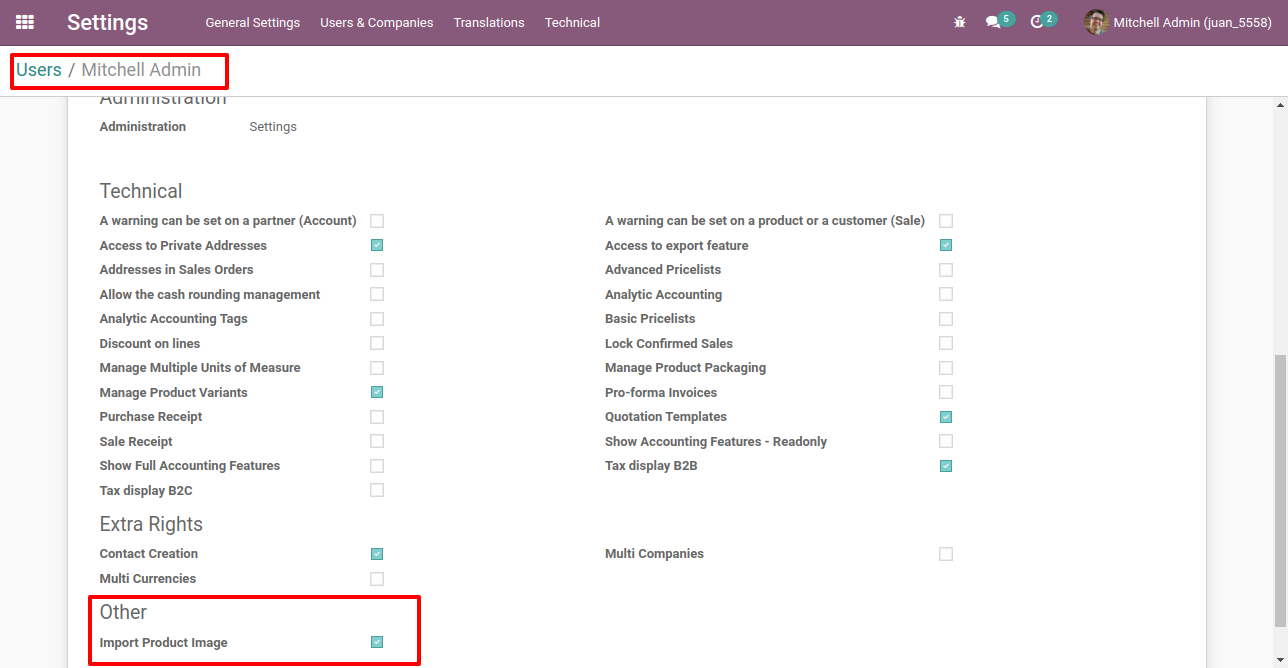 Settings General Settings Users & Companies Translations Technical 5 2 Mitchell Admin (juan_5558)
Users / Mitchell Admin
Administration
Administration Settings
Technical
A warning can be set on a partner (Account) A warning can be set on a product or a customer (Sale)
Access to Private Addresses Access to export feature
Addresses in Sales Orders Advanced Pricelists
Allow the cash rounding management Analytic Accounting
Analytic Accounting Tags Basic Pricelists
Discount on lines Lock Confirmed Sales
Manage Multiple Units of Measure Manage Product Packaging
Manage Product Variants Pro-forma Invoices
Purchase Receipt Quotation Templates
Sale Receipt Show Accounting Features - Readonly
Show Full Accounting Features Tax display B2B
Tax display B2C
Extra Rights
Contact Creation Multi Companies
Multi Currencies
Other
Import Product Image